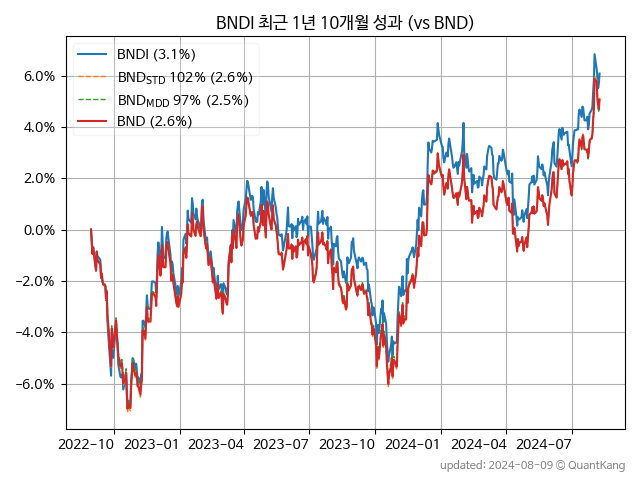 BNDI 최근 1년 10개월 성과 (vs BND)
BNDI (3.1%)
BND_STD 102% (2.6%)
BND_MDD 97% (2.5%)
BND (2.6%)
6.0%
4.0%
2.0%
0.0%
−2.0%
−4.0%
−6.0%
2022-10 2023-01 2023-04 2023-07 2023-10 2024-01 2024-04 2024-07
updated: 2024-08-09 © QuantKang